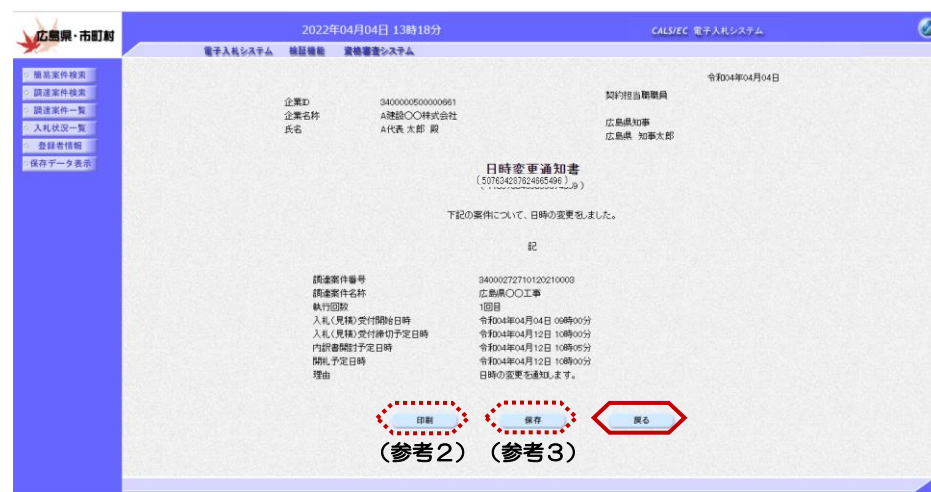 広島県・市町村
2022年04月04日 13時18分
CALS/EC 電子入札システム
電子入札システム 検証機能 資格審査システム
簡易案件検索
調達案件検索
調達案件一覧
入札状況一覧
登録者情報
保存データ表示
令和04年04月04日
企業ID 3400000500000661
企業名称 A建設〇〇株式会社
氏名 A代表 太郎 殿
契約担当職職員
広島県知事
広島県 知事太郎
日時変更通知書
(507634287624665496)
下記の案件について、日時の変更をしました。
記
調達案件番号 34000272710120210003
調達案件名称 広島県〇〇工事
執行回数 1回目
入札(見積)受付開始日時 令和04年04月04日 09時00分
入札(見積)受付締切予定日時 令和04年04月12日 10時00分
内訳書開封予定日時 令和04年04月12日 10時05分
開札予定日時 令和04年04月12日 10時00分
理由 日時の変更を通知します。
印刷 保存 戻る
(参考2) (参考3)